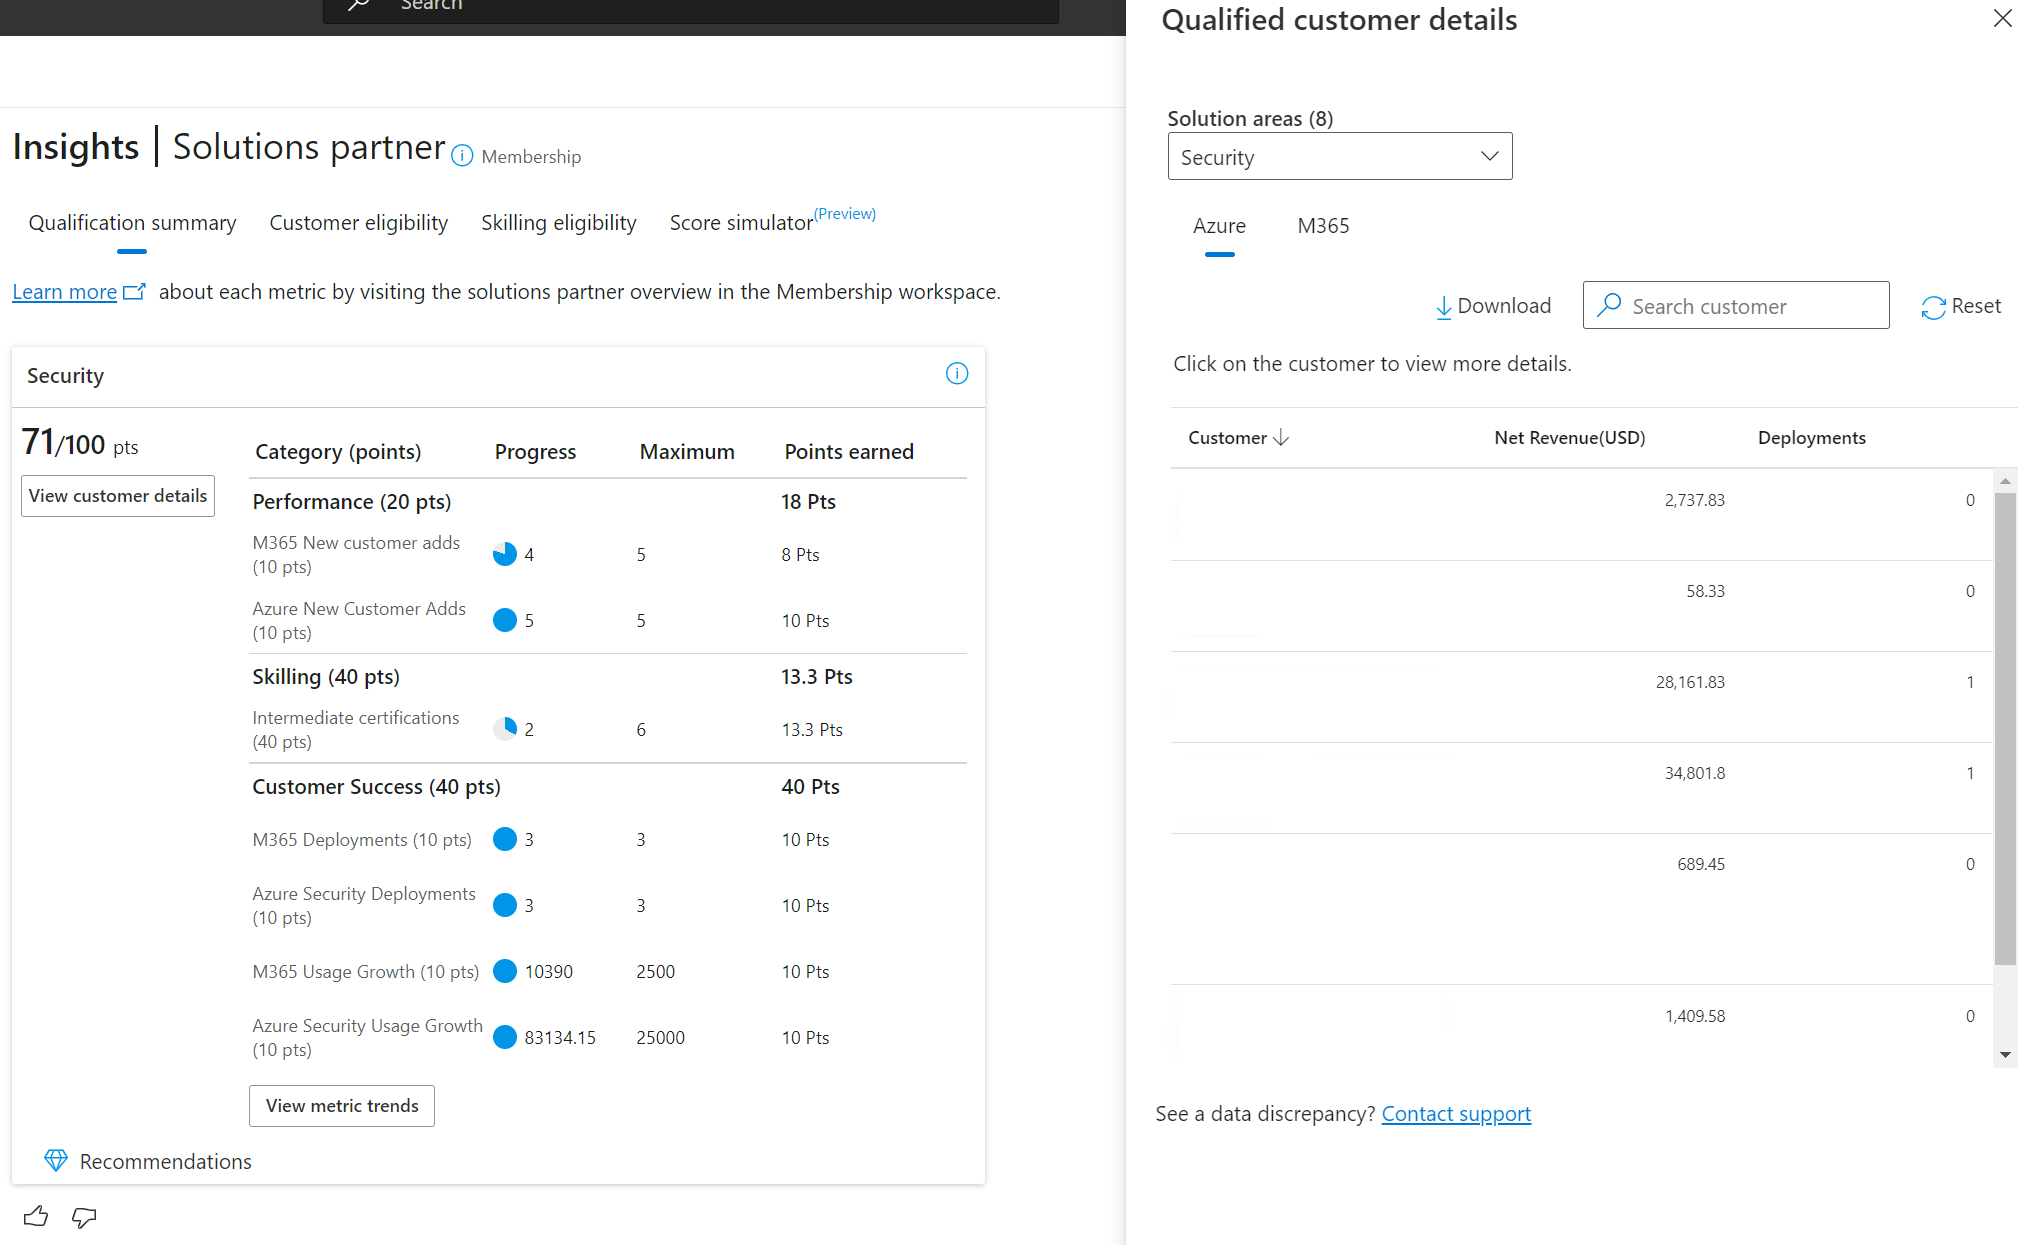 Search
Insights | Solutions partner Membership
Qualification summary Customer eligibility Skilling eligibility Score simulator (Preview)
Learn more about each metric by visiting the solutions partner overview in the Membership workspace.
Security
71/100 pts
View customer details
Category (points) Progress Maximum Points earned
Performance (20 pts) 18 Pts
M365 New customer adds
(10 pts) 4 5 8 Pts
Azure New Customer Adds
(10 pts) 5 5 10 Pts
Skilling (40 pts) 13.3 Pts
Intermediate certifications
(40 pts) 2 6 13.3 Pts
Customer Success (40 pts) 40 Pts
M365 Deployments (10 pts) 3 3 10 Pts
Azure Security Deployments
(10 pts) 3 3 10 Pts
M365 Usage Growth (10 pts) 10390 2500 10 Pts
Azure Security Usage Growth
(10 pts) 83134.15 25000 10 Pts
View metric trends
Recommendations
Qualified customer details
Solution areas (8)
Security
Azure M365
Download Search customer Reset
Click on the customer to view more details.
Customer Net Revenue(USD) Deployments
2,737.83 0
58.33 0
28,161.83 1
34,801.8 1
689.45 0
1,409.58 0
See a data discrepancy? Contact support